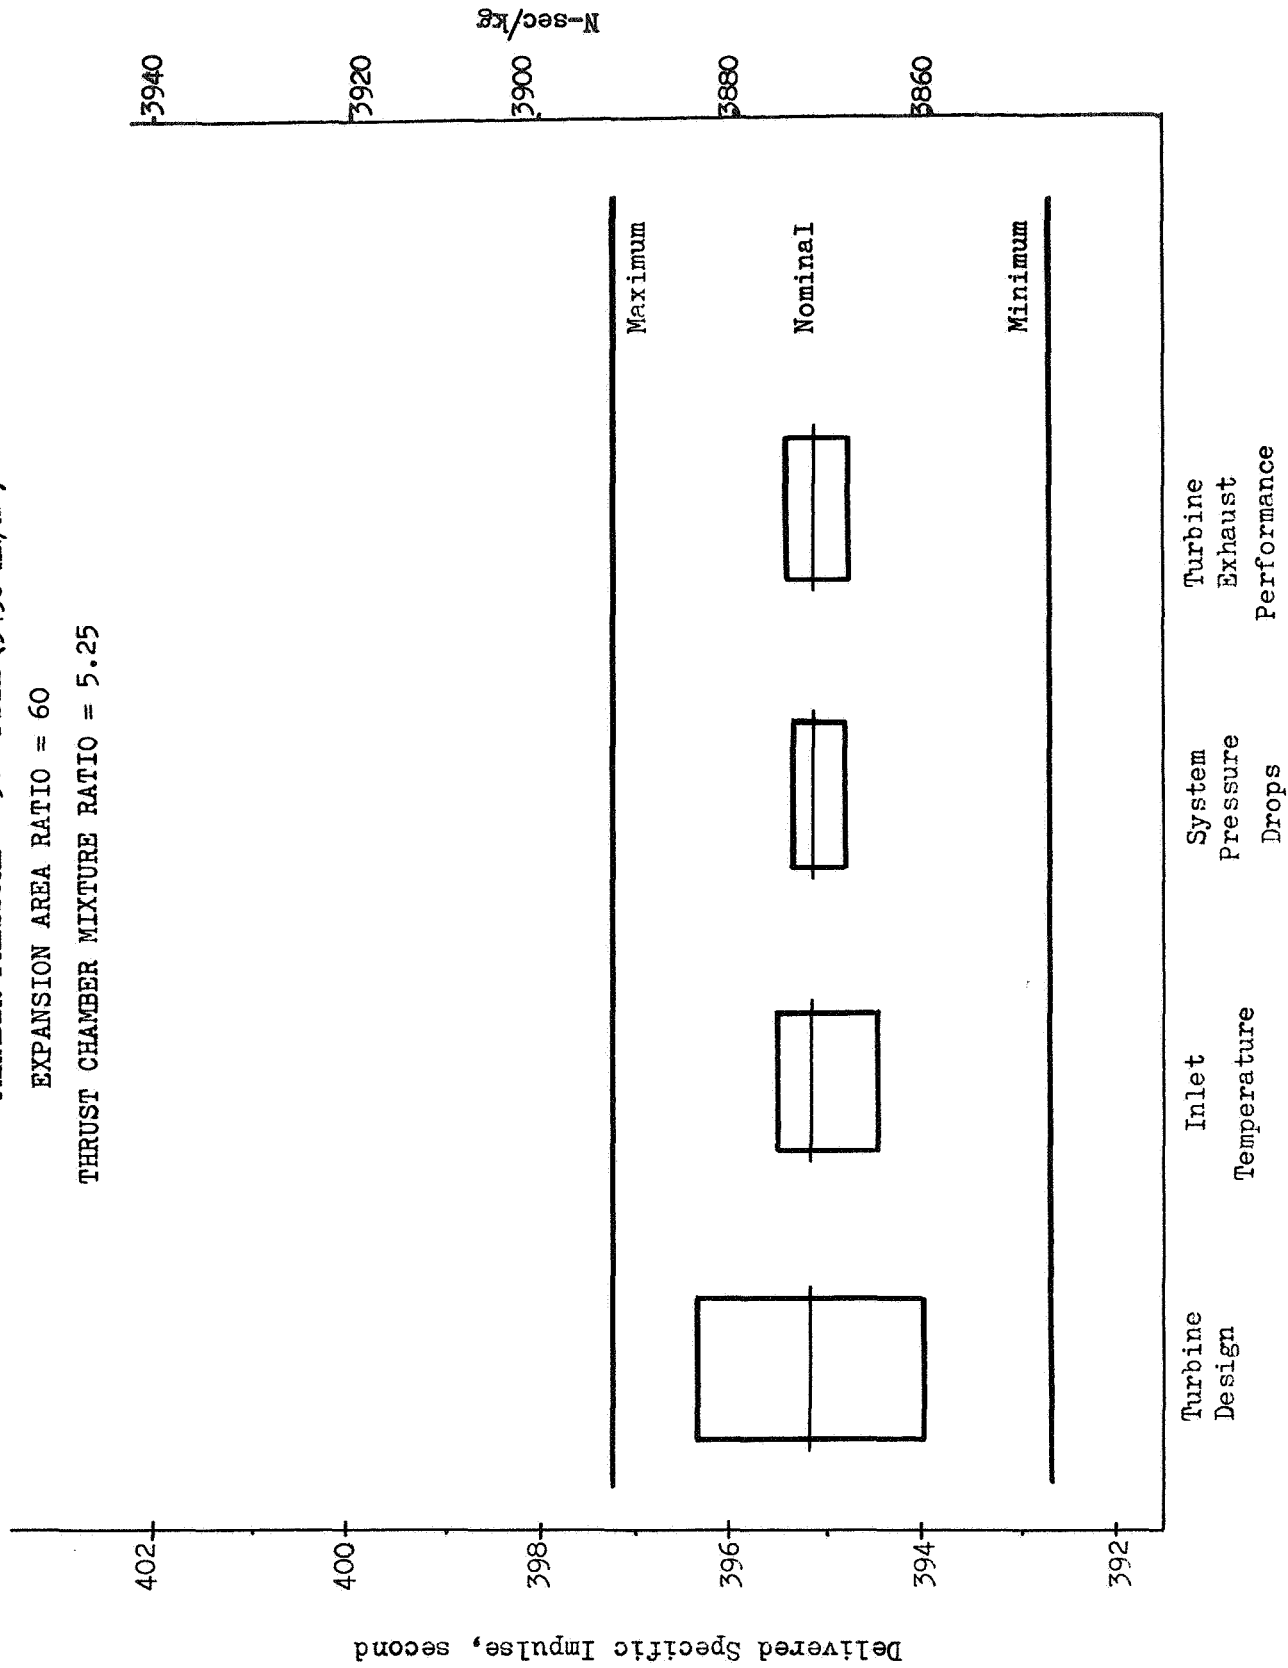 EXPANSION AREA RATIO = 60
THRUST CHAMBER MIXTURE RATIO = 5.25
Delivered Specific Impulse, second
402
400
398
396
394
392
N-sec/kg
3940
3920
3900
3880
3860
Maximum
Nominal
Minimum
Turbine
Design
Inlet
Temperature
System
Pressure
Drops
Turbine
Exhaust
Performance